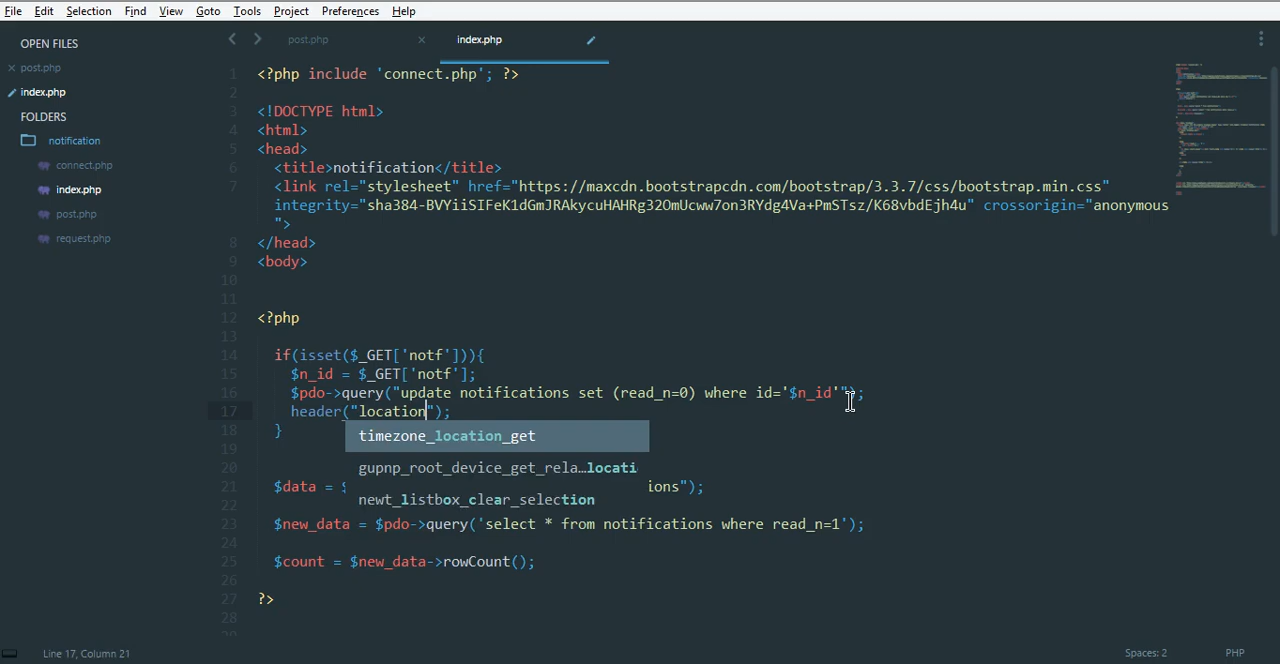 File Edit Selection Find View Goto Tools Project Preferences Help
OPEN FILES
post.php
index.php
FOLDERS
notification
connect.php
index.php
post.php
request.php
post.php index.php
1 <?php include 'connect.php'; ?>
2
3 <!DOCTYPE html>
4 <html>
5 <head>
6 <title>notification</title>
7 <link rel="stylesheet" href="https://maxcdn.bootstrapcdn.com/bootstrap/3.3.7/css/bootstrap.min.css"
integrity="sha384-BVYiiSIFeK1dGmJRAkycuHAHRg32OmUcww7on3RYdg4Va+PmSTsz/K68vbdEjh4u" crossorigin="anonymous
">
8 </head>
9 <body>
10
11
12 <?php
13
14 if(isset($_GET['notf'])){
15 $n_id = $_GET['notf'];
16 $pdo->query("update notifications set (read_n=0) where id='$n_id'");
17 header("location");
18 }
timezone_location_get
19
20
gupnp_root_device_get_rela…locati
21 $data = $ ions");
22
newt_listbox_clear_selection
23 $new_data = $pdo->query('select * from notifications where read_n=1');
24
25 $count = $new_data->rowCount();
26
27 ?>
28
Line 17, Column 21 Spaces: 2 PHP